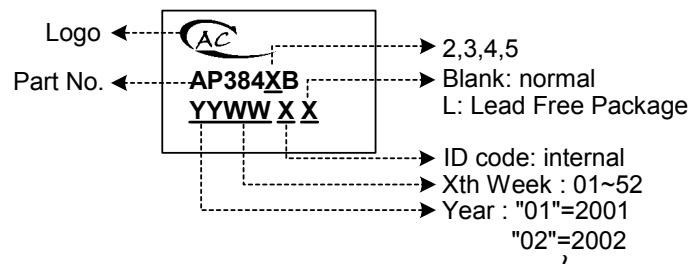 Logo
AC
2,3,4,5
Part No.
AP384XB
Blank: normal
L: Lead Free Package
YYWW X X
ID code: internal
Xth Week : 01~52
Year : "01"=2001
"02"=2002
~